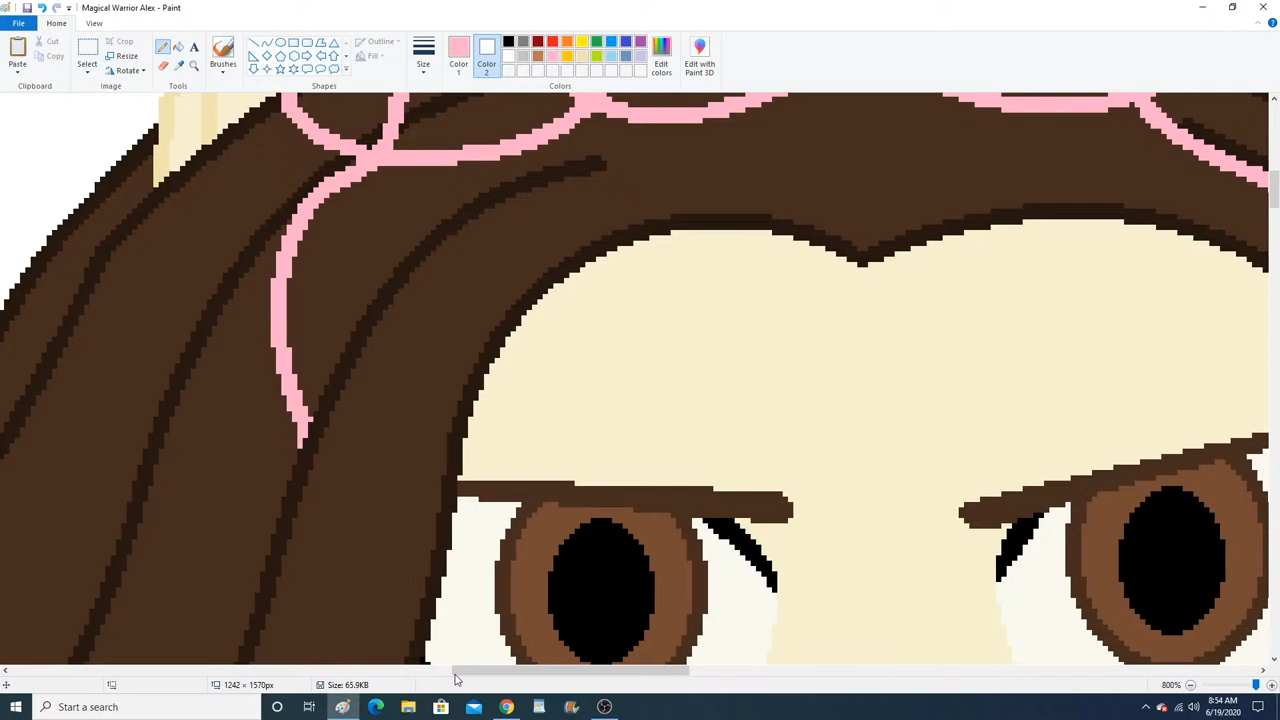 Magical Warrior Alex - Paint
File Home View
Paste Cut Copy Clipboard
Select Crop Resize Rotate Image
Tools
Brushes
Outline Fill Shapes
Size
Color 1 Color 2 Edit colors Colors
Edit with Paint 3D
1242 × 1570px Size: 65.9KB 800%
Search 8:54 AM
6/19/2020